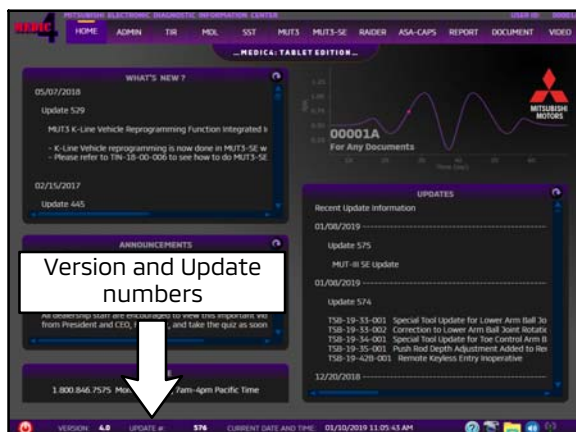 MITSUBISHI ELECTRONIC DIAGNOSTIC INFORMATION CENTER
USER ID: 00001
MEDIC 4
HOME ADMIN TIR MDL SST MUT3 MUT3-SE RAIDER ASA-CAPS REPORT DOCUMENT VIDEO
...MEDIC4: TABLET EDITION...
WHAT'S NEW ?
05/07/2018
Update 529
MUT3 K-Line Vehicle Reprogramming Function Integrated
- K-Line Vehicle reprogramming is now done in MUT3-SE w
- Please refer to TIN-18-00-006 to see how to do MUT3-SE
02/15/2017
Update 445
00001A
For Any Documents
MITSUBISHI
MOTORS
UPDATES
Recent Update Information
01/08/2019
Update 575
MUT-III SE Update
01/08/2019
Update 574
TSB-19-33-001 Special Tool Update for Lower Arm Ball Jo
TSB-19-33-002 Correction to Lower Arm Ball Joint Rotatio
TSB-19-34-001 Special Tool Update for Toe Control Arm B
TSB-19-35-001 Push Rod Depth Adjustment Added to Re
TSB-19-42B-001 Remote Keyless Entry Inoperative
12/20/2018
ANNOUNCEMENTS
Version and Update
numbers
All dealership staff are encouraged to view this important
from President and CEO, and take the quiz as soon
1.800.846.7575 7am-4pm Pacific Time
VERSION: 4.0 UPDATE #: 576 CURRENT DATE AND TIME: 01/10/2019 11:05:43 AM